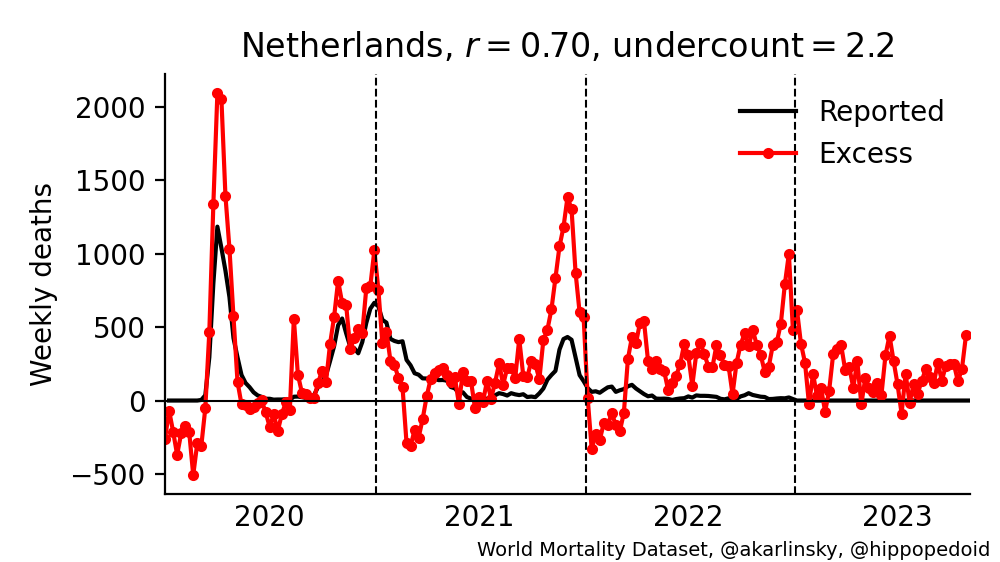 Netherlands, r = 0.70, undercount = 2.2
Weekly deaths
2000
1500
1000
500
0
−500
Reported
Excess
2020 2021 2022 2023
World Mortality Dataset, @akarlinsky, @hippopedoid